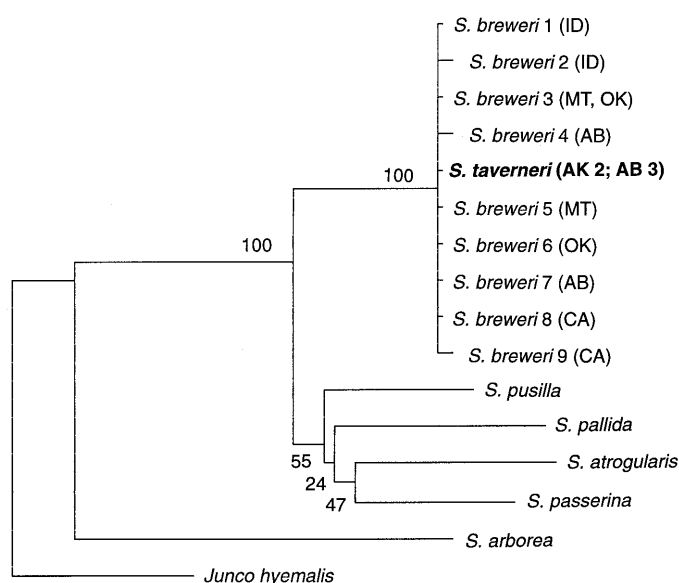 S. breweri 1 (ID)
S. breweri 2 (ID)
S. breweri 3 (MT, OK)
S. breweri 4 (AB)
S. taverneri (AK 2; AB 3)
100
S. breweri 5 (MT)
S. breweri 6 (OK)
100
S. breweri 7 (AB)
S. breweri 8 (CA)
S. breweri 9 (CA)
S. pusilla
S. pallida
55
S. atrogularis
24
S. passerina
47
S. arborea
Junco hyemalis